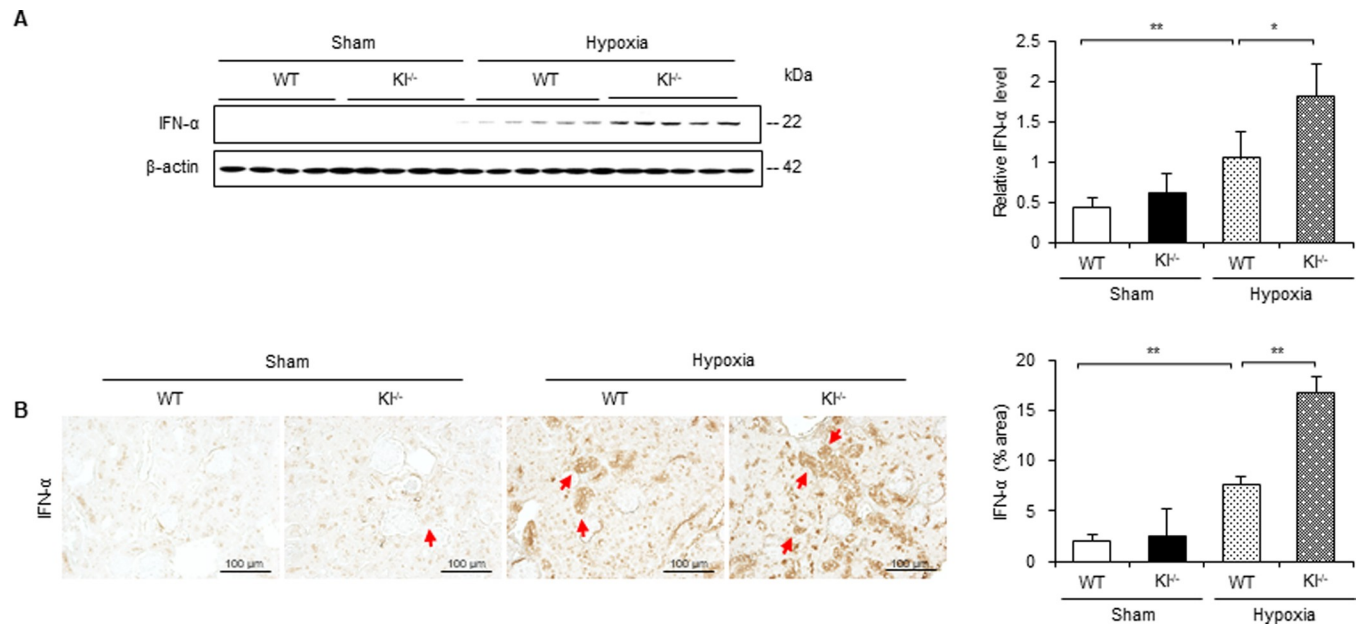 A
Sham Hypoxia
WT Kl-/- WT Kl-/- kDa
IFN-α -- 22
β-actin -- 42
** *
Relative IFN-α level
2.5
2
1.5
1
0.5
0
WT Kl-/- WT Kl-/-
Sham Hypoxia
B
Sham Hypoxia
WT Kl-/- WT Kl-/-
IFN-α
100 μm 100 μm 100 μm 100 μm
** **
IFN-α (% area)
20
15
10
5
0
WT Kl-/- WT Kl-/-
Sham Hypoxia